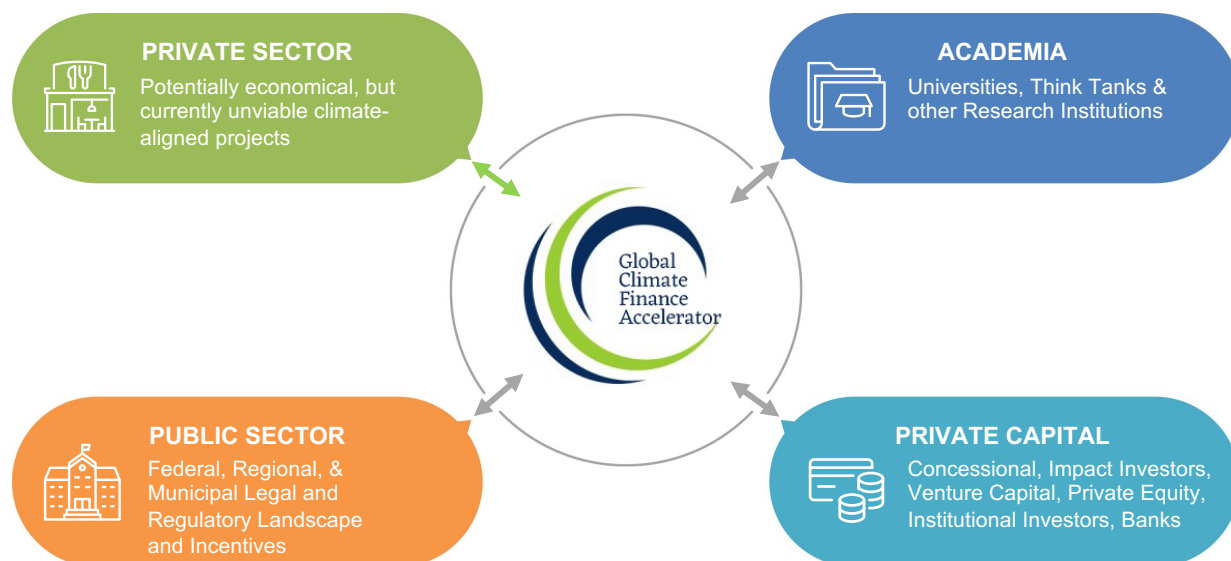 PRIVATE SECTOR
Potentially economical, but
currently unviable climate-
aligned projects
ACADEMIA
Universities, Think Tanks &
other Research Institutions
Global
Climate
Finance
Accelerator
PUBLIC SECTOR
Federal, Regional, &
Municipal Legal and
Regulatory Landscape
and Incentives
PRIVATE CAPITAL
Concessional, Impact Investors,
Venture Capital, Private Equity,
Institutional Investors, Banks